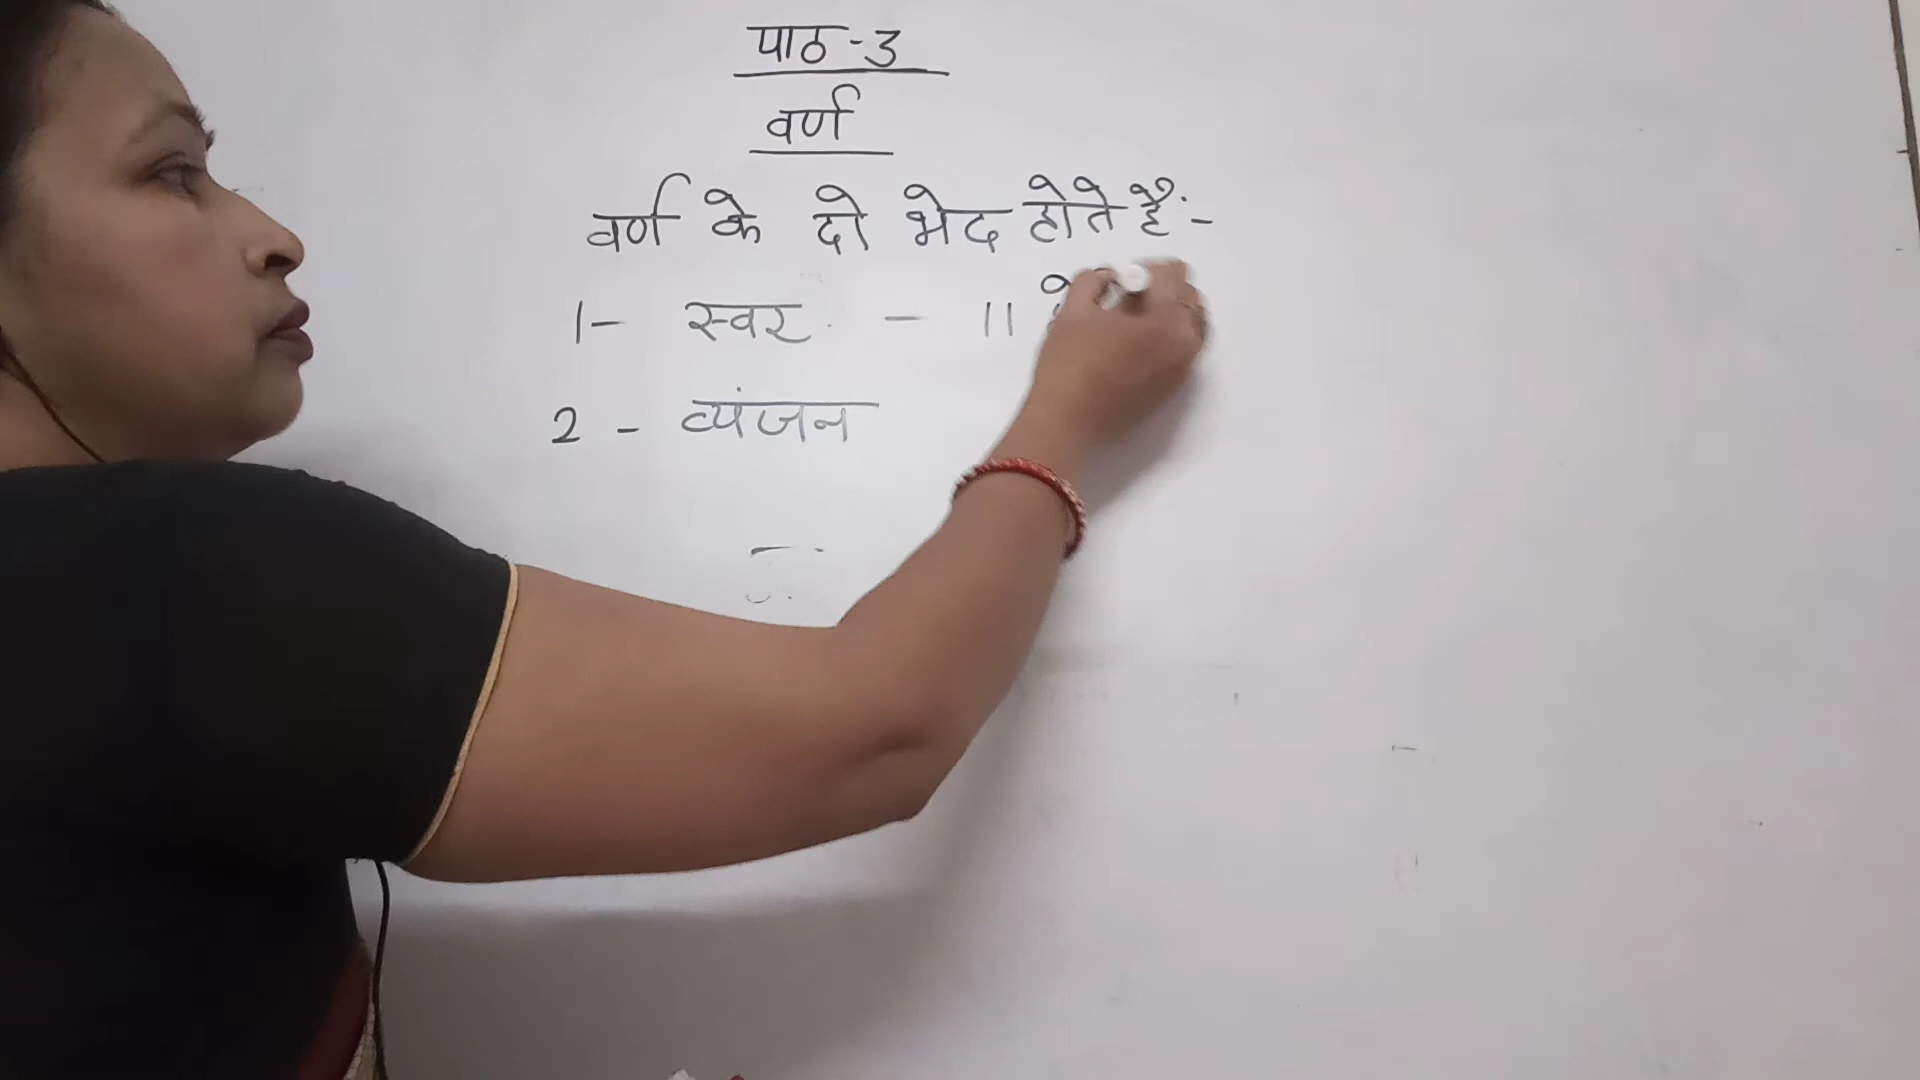 पाठ-3
वर्ण
वर्ण के दो भेद होते हैं:-
1- स्वर - 11
2 - व्यंजन